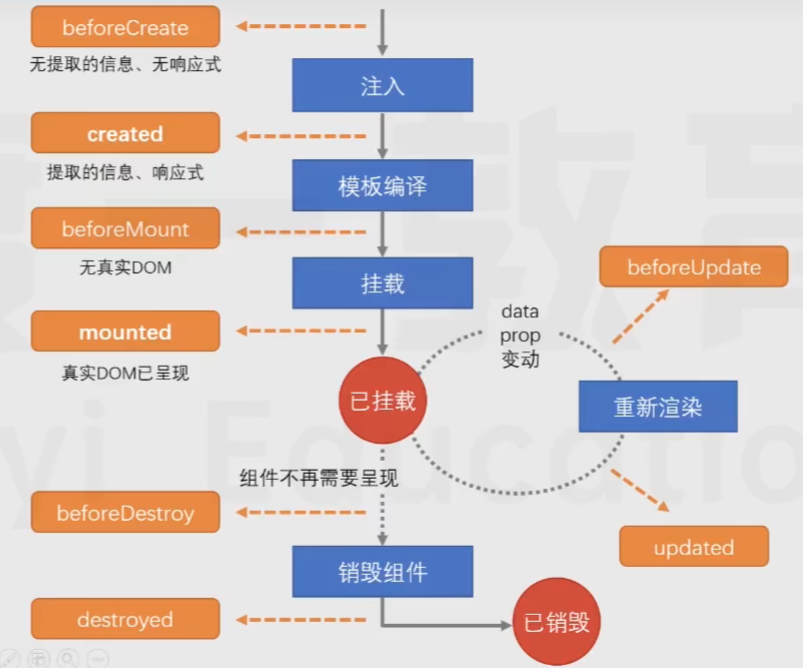 beforeCreate
无提取的信息、无响应式
注入
created
提取的信息、响应式
模板编译
beforeMount
无真实DOM
挂载
beforeUpdate
mounted
真实DOM已呈现
data
prop
变动
已挂载
重新渲染
组件不再需要呈现
beforeDestroy
updated
销毁组件
destroyed
已销毁